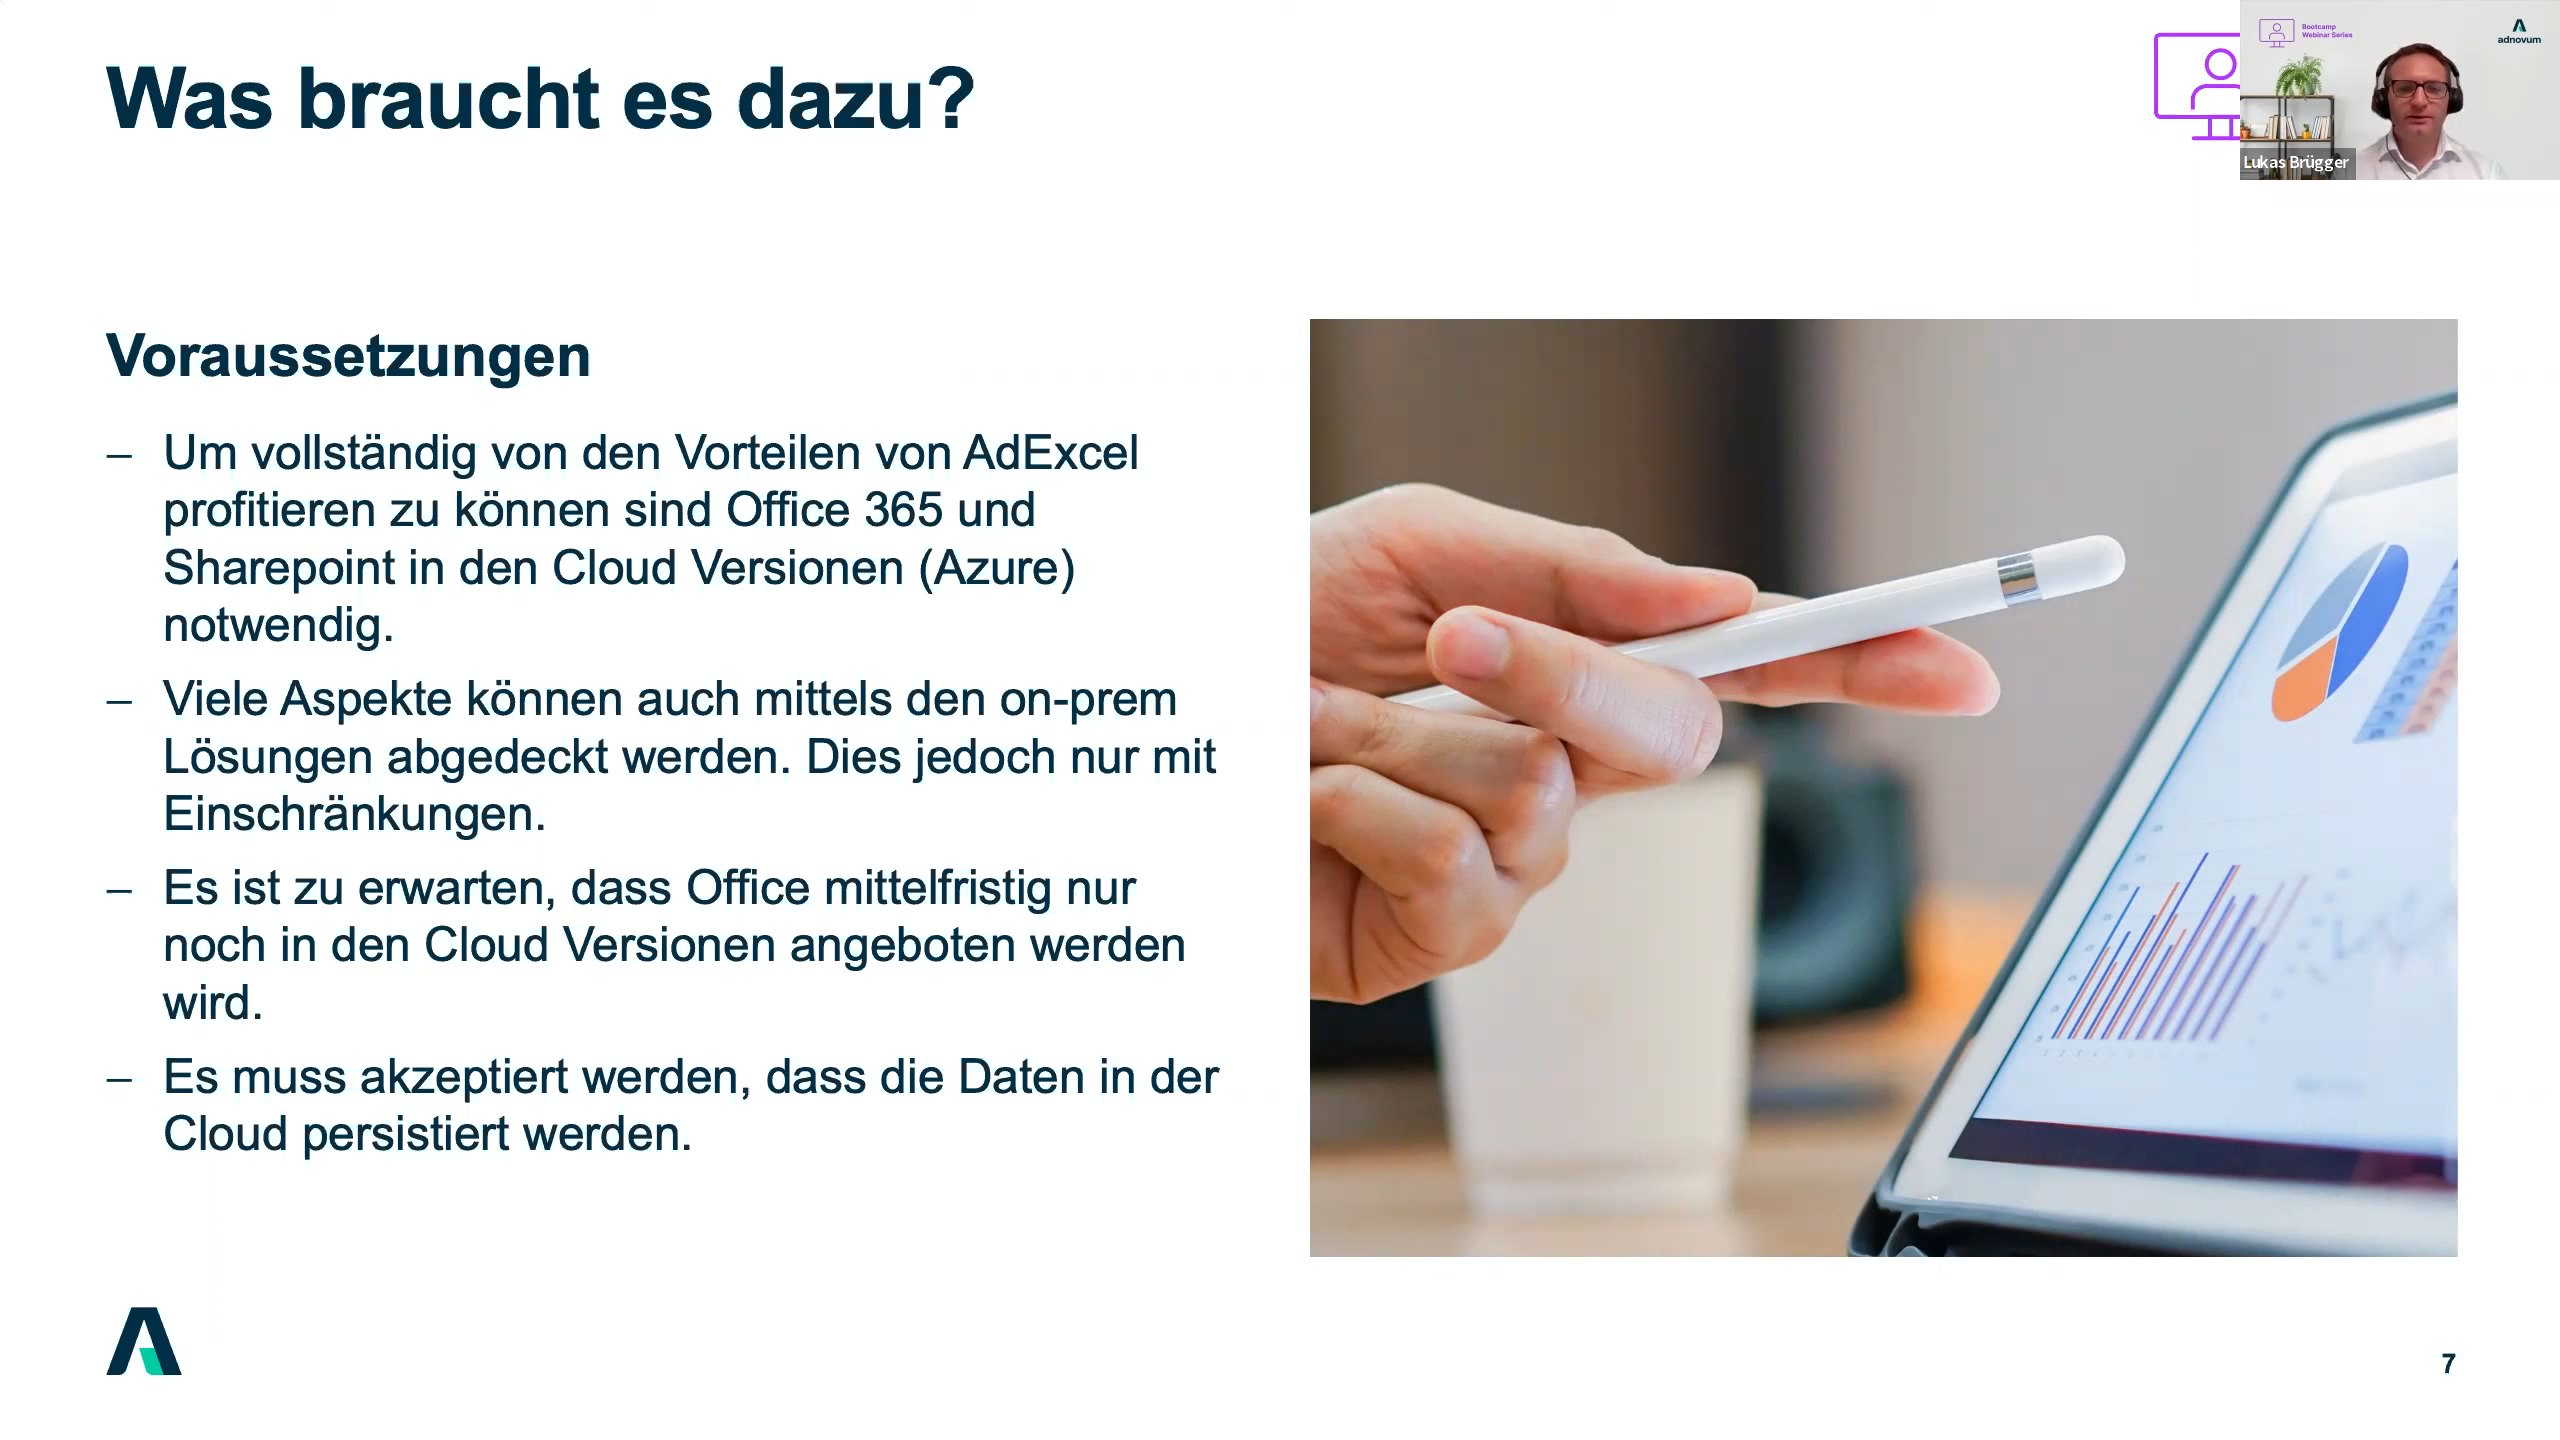 Was braucht es dazu?
Bootcamp
Webinar Series
adnovum
Lukas Brügger
Voraussetzungen
– Um vollständig von den Vorteilen von AdExcel
profitieren zu können sind Office 365 und
Sharepoint in den Cloud Versionen (Azure)
notwendig.
– Viele Aspekte können auch mittels den on-prem
Lösungen abgedeckt werden. Dies jedoch nur mit
Einschränkungen.
– Es ist zu erwarten, dass Office mittelfristig nur
noch in den Cloud Versionen angeboten werden
wird.
– Es muss akzeptiert werden, dass die Daten in der
Cloud persistiert werden.
7